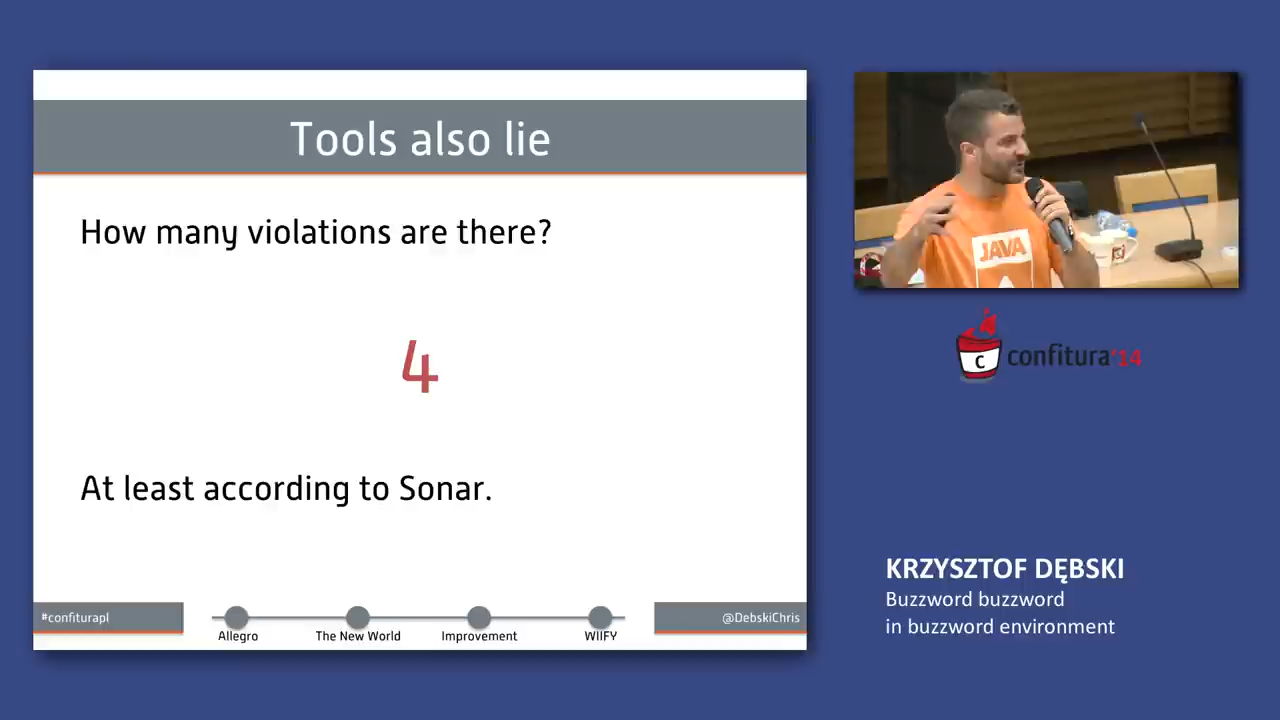 Tools also lie
How many violations are there?
4
At least according to Sonar.
#confiturapl
Allegro
The New World
Improvement
WIIFY
@DebskiChris
JAVA
C
confitura'14
KRZYSZTOF DĘBSKI
Buzzword buzzword
in buzzword environment